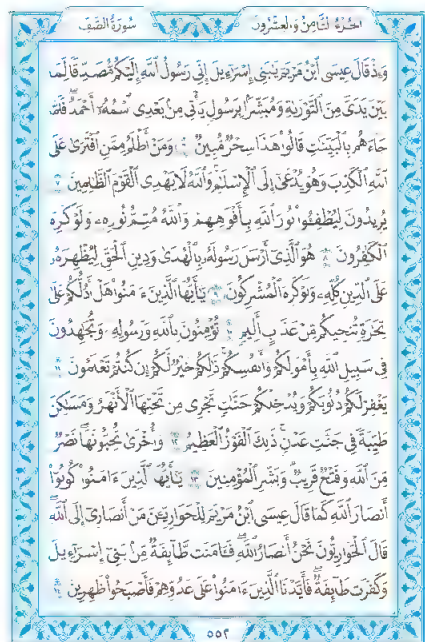 الجزء الثامن والعشرون
سورة الصف
وَإِذْ قَالَ عِيسَى ابْنُ مَرْيَمَ يَٰبَنِىٓ إِسْرَٰٓءِيلَ إِنِّى رَسُولُ ٱللَّهِ إِلَيْكُم مُّصَدِّقًا لِّمَا
بَيْنَ يَدَىَّ مِنَ ٱلتَّوْرَىٰةِ وَمُبَشِّرًۢا بِرَسُولٍ يَأْتِى مِنۢ بَعْدِى ٱسْمُهُۥٓ أَحْمَدُ فَلَمَّا
جَآءَهُم بِٱلْبَيِّنَٰتِ قَالُوا۟ هَٰذَا سِحْرٌ مُّبِينٌ ٦ وَمَنْ أَظْلَمُ مِمَّنِ ٱفْتَرَىٰ عَلَى
ٱللَّهِ ٱلْكَذِبَ وَهُوَ يُدْعَىٰٓ إِلَى ٱلْإِسْلَٰمِ وَٱللَّهُ لَا يَهْدِى ٱلْقَوْمَ ٱلظَّٰلِمِينَ ٧
يُرِيدُونَ لِيُطْفِـُٔوا۟ نُورَ ٱللَّهِ بِأَفْوَٰهِهِمْ وَٱللَّهُ مُتِمُّ نُورِهِۦ وَلَوْ كَرِهَ
ٱلْكَٰفِرُونَ ٨ هُوَ ٱلَّذِىٓ أَرْسَلَ رَسُولَهُۥ بِٱلْهُدَىٰ وَدِينِ ٱلْحَقِّ لِيُظْهِرَهُۥ
عَلَى ٱلدِّينِ كُلِّهِۦ وَلَوْ كَرِهَ ٱلْمُشْرِكُونَ ٩ يَٰٓأَيُّهَا ٱلَّذِينَ ءَامَنُوا۟ هَلْ أَدُلُّكُمْ عَلَىٰ
تِجَٰرَةٍ تُنجِيكُم مِّنْ عَذَابٍ أَلِيمٍ ١٠ تُؤْمِنُونَ بِٱللَّهِ وَرَسُولِهِۦ وَتُجَٰهِدُونَ
فِى سَبِيلِ ٱللَّهِ بِأَمْوَٰلِكُمْ وَأَنفُسِكُمْ ذَٰلِكُمْ خَيْرٌ لَّكُمْ إِن كُنتُمْ تَعْلَمُونَ ١١
يَغْفِرْ لَكُمْ ذُنُوبَكُمْ وَيُدْخِلْكُمْ جَنَّٰتٍ تَجْرِى مِن تَحْتِهَا ٱلْأَنْهَٰرُ وَمَسَٰكِنَ
طَيِّبَةً فِى جَنَّٰتِ عَدْنٍ ذَٰلِكَ ٱلْفَوْزُ ٱلْعَظِيمُ ١٢ وَأُخْرَىٰ تُحِبُّونَهَا نَصْرٌ
مِّنَ ٱللَّهِ وَفَتْحٌ قَرِيبٌ وَبَشِّرِ ٱلْمُؤْمِنِينَ ١٣ يَٰٓأَيُّهَا ٱلَّذِينَ ءَامَنُوا۟ كُونُوٓا۟
أَنصَارَ ٱللَّهِ كَمَا قَالَ عِيسَى ٱبْنُ مَرْيَمَ لِلْحَوَارِيِّـۧنَ مَنْ أَنصَارِىٓ إِلَى ٱللَّهِ
قَالَ ٱلْحَوَارِيُّونَ نَحْنُ أَنصَارُ ٱللَّهِ فَـَٔامَنَت طَّآئِفَةٌ مِّنۢ بَنِىٓ إِسْرَٰٓءِيلَ
وَكَفَرَت طَّآئِفَةٌ فَأَيَّدْنَا ٱلَّذِينَ ءَامَنُوا۟ عَلَىٰ عَدُوِّهِمْ فَأَصْبَحُوا۟ ظَٰهِرِينَ ١٤
٥٥٢